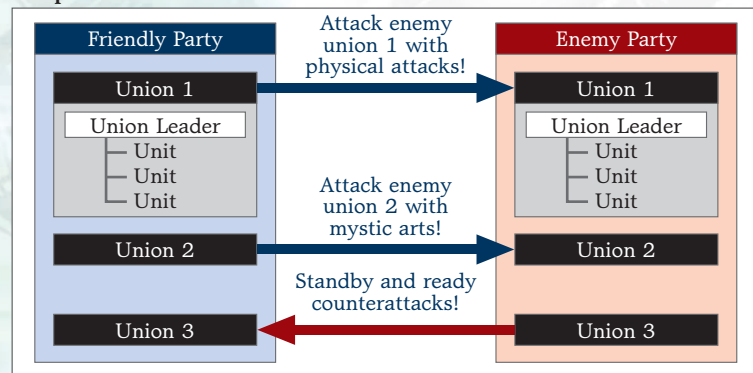 Friendly Party
Attack enemy
union 1 with
physical attacks!
Enemy Party
Union 1
Union 1
Union Leader
Unit
Unit
Unit
Union Leader
Unit
Unit
Unit
Attack enemy
union 2 with
mystic arts!
Union 2
Union 2
Standby and ready
counterattacks!
Union 3
Union 3